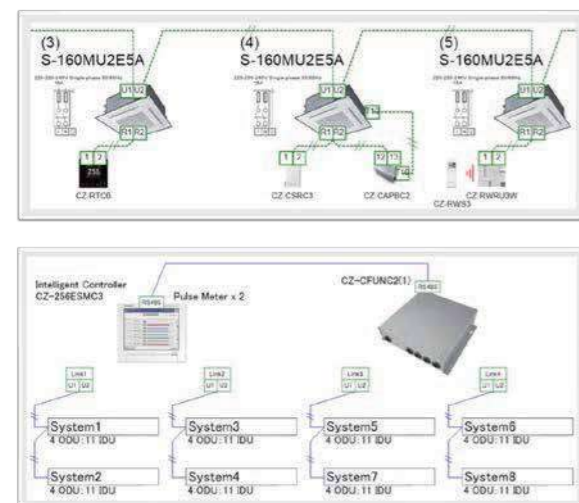 (3)
S-160MU2E5A
(4)
S-160MU2E5A
(5)
S-160MU2E5A
U1 U2
U1 U2
U1 U2
R1 R2
R1 R2
R1 R2
1 2
1 2
12 13
1 2
CZ-RTC6
CZ-CSRC3
CZ-CAPBC2
CZ-RWS3
CZ-RWRU3W
Intelligent Controller
CZ-256ESMC3
RS485
Pulse Meter x 2
CZ-CFUNC2(1)
RS485
Link1
U1 U2
Link2
U1 U2
Link3
U1 U2
Link4
U1 U2
System1
4 ODU:11 IDU
System3
4 ODU:11 IDU
System5
4 ODU:11 IDU
System6
4 ODU:11 IDU
System2
4 ODU:11 IDU
System4
4 ODU:11 IDU
System7
4 ODU:11 IDU
System8
4 ODU:11 IDU